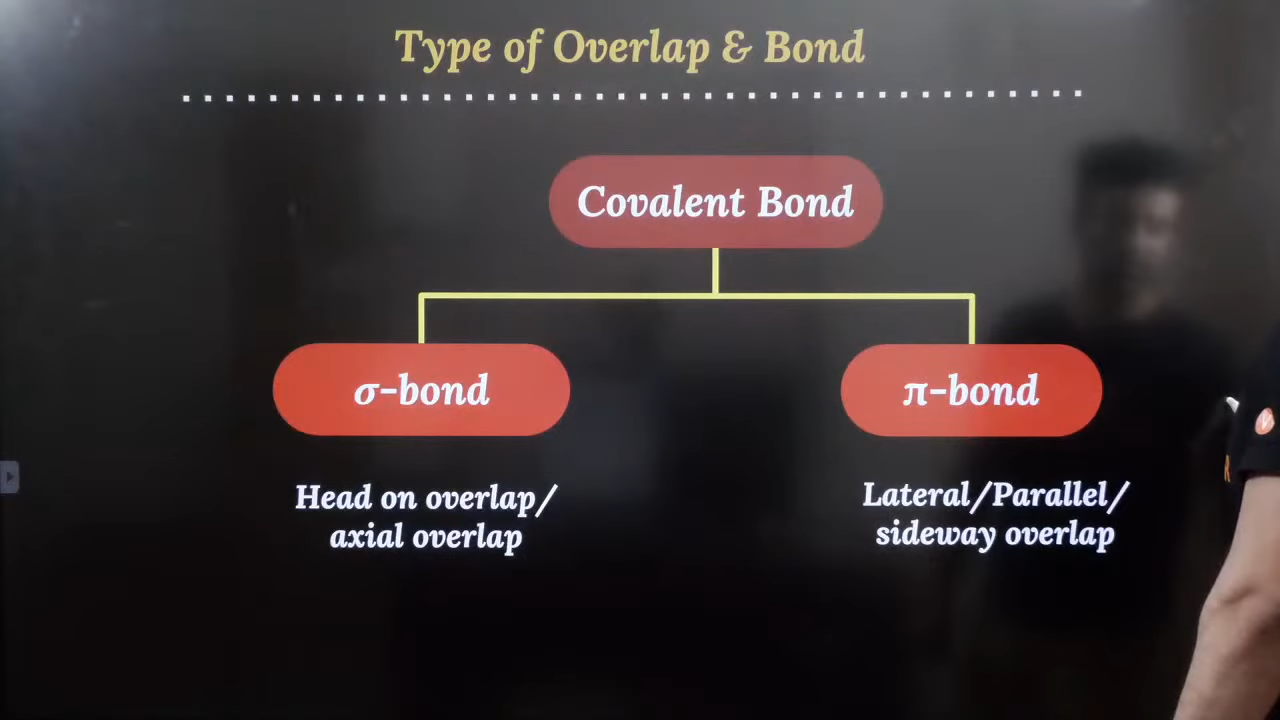 Type of Overlap & Bond
Covalent Bond
σ-bond
π-bond
Head on overlap/
axial overlap
Lateral/Parallel/
sideway overlap